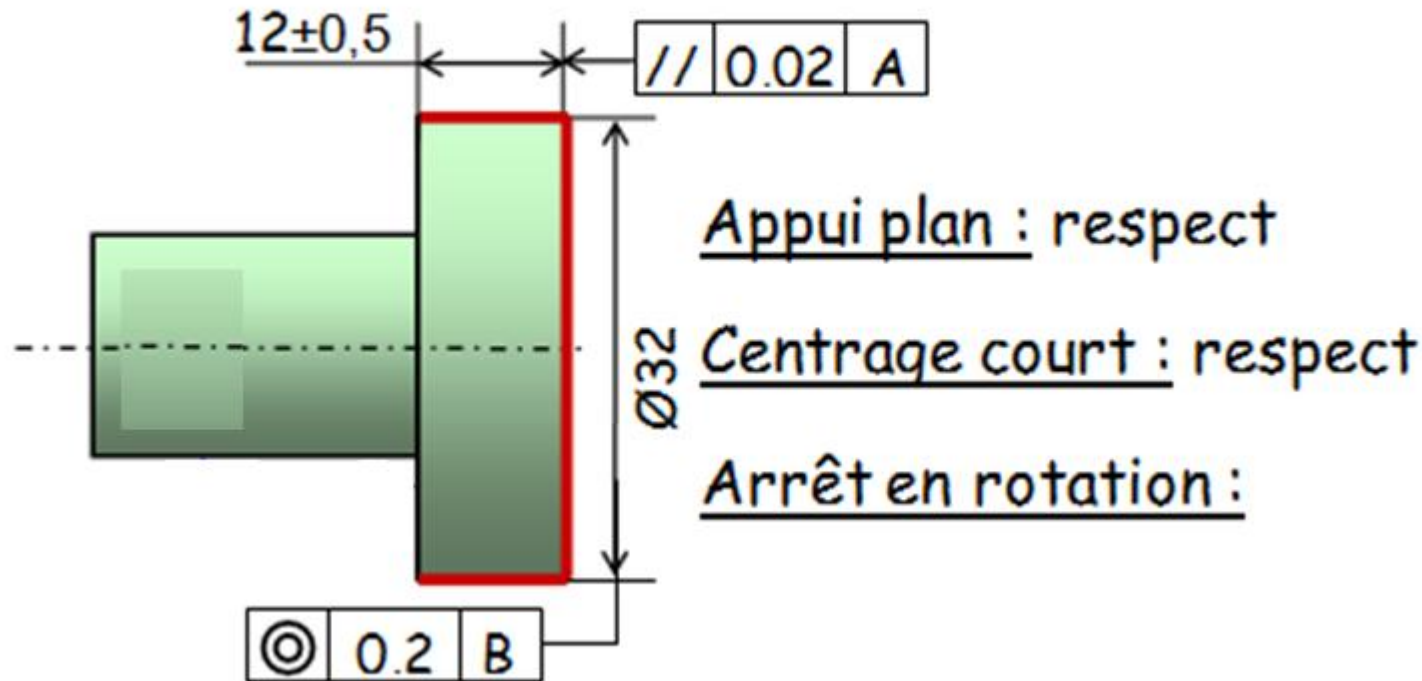 12±0,5
// 0.02 A
Appui plan : respect
Ø32
Centrage court : respect
Arrêt en rotation :
◎ 0.2 B